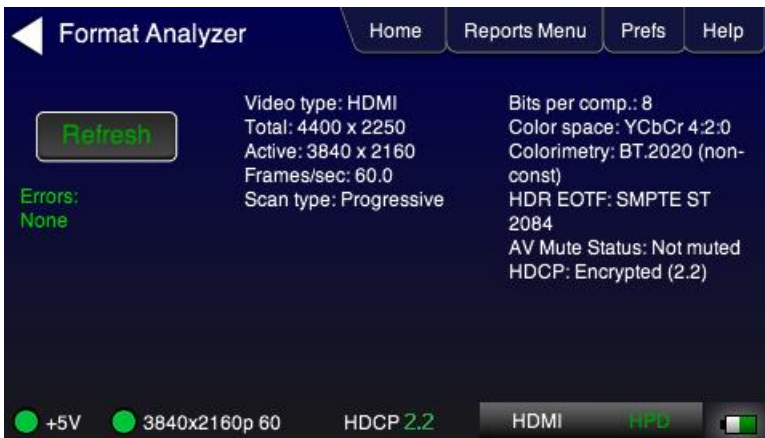 Format Analyzer
Home
Reports Menu
Prefs
Help
Refresh
Errors:
None
Video type: HDMI
Total: 4400 x 2250
Active: 3840 x 2160
Frames/sec: 60.0
Scan type: Progressive
Bits per comp.: 8
Color space: YCbCr 4:2:0
Colorimetry: BT.2020 (non-
const)
HDR EOTF: SMPTE ST
2084
AV Mute Status: Not muted
HDCP: Encrypted (2.2)
+5V
3840x2160p 60
HDCP 2.2
HDMI
HPD